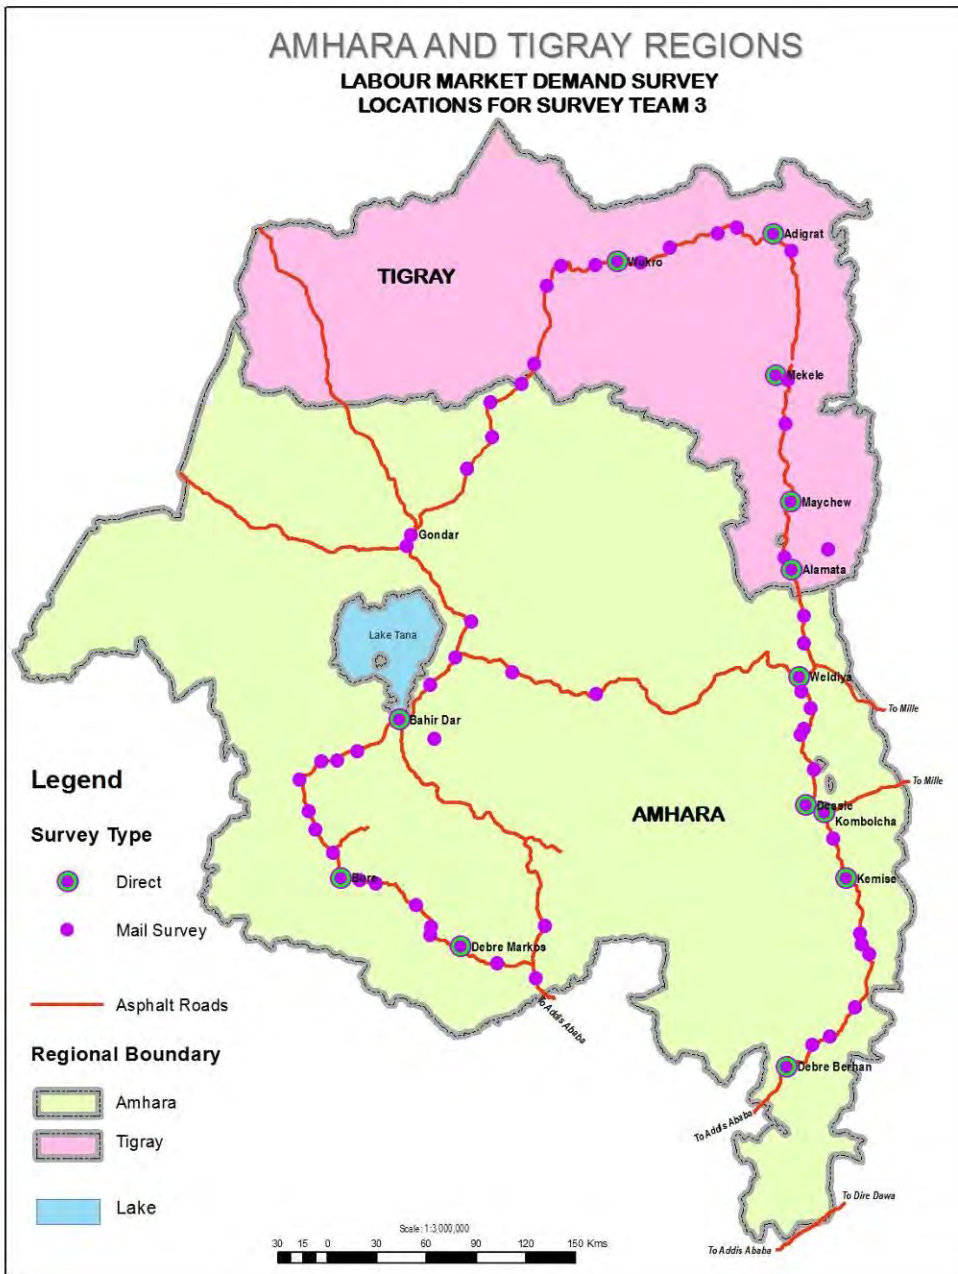 AMHARA AND TIGRAY REGIONS
LABOUR MARKET DEMAND SURVEY
LOCATIONS FOR SURVEY TEAM 3
Adigrat
Wukro
TIGRAY
Mekele
Maychew
Gondar
Alamata
Lake Tana
Weldiya
To Mille
Bahir Dar
To Mille
Legend
Dessie
AMHARA
Kombolcha
Survey Type
Direct
Bure
Kemise
Mail Survey
Debre Markos
Asphalt Roads
To Addis Ababa
Regional Boundary
Debre Berhan
Amhara
To Addis Ababa
Tigray
To Dire Dawa
Lake
Scale: 1:3,000,000
30 15 0 30 60 90 120 150 Kms
To Addis Ababa